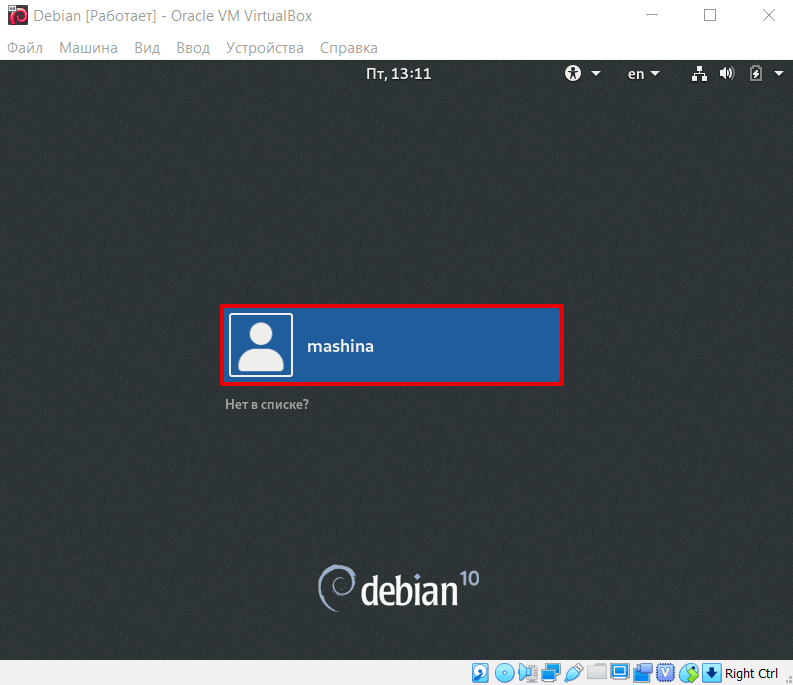 Debian [Работает] - Oracle VM VirtualBox
Файл Машина Вид Ввод Устройства Справка
Пт, 13:11 en
mashina
Нет в списке?
debian 10
Right Ctrl